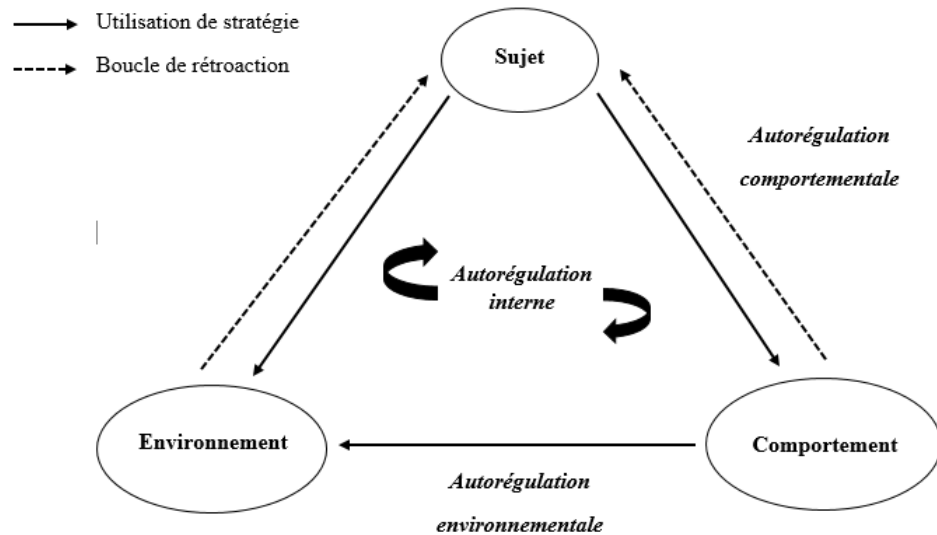 Utilisation de stratégie
Boucle de rétroaction
Sujet
Autorégulation
comportementale
Autorégulation
interne
Environnement
Comportement
Autorégulation
environnementale